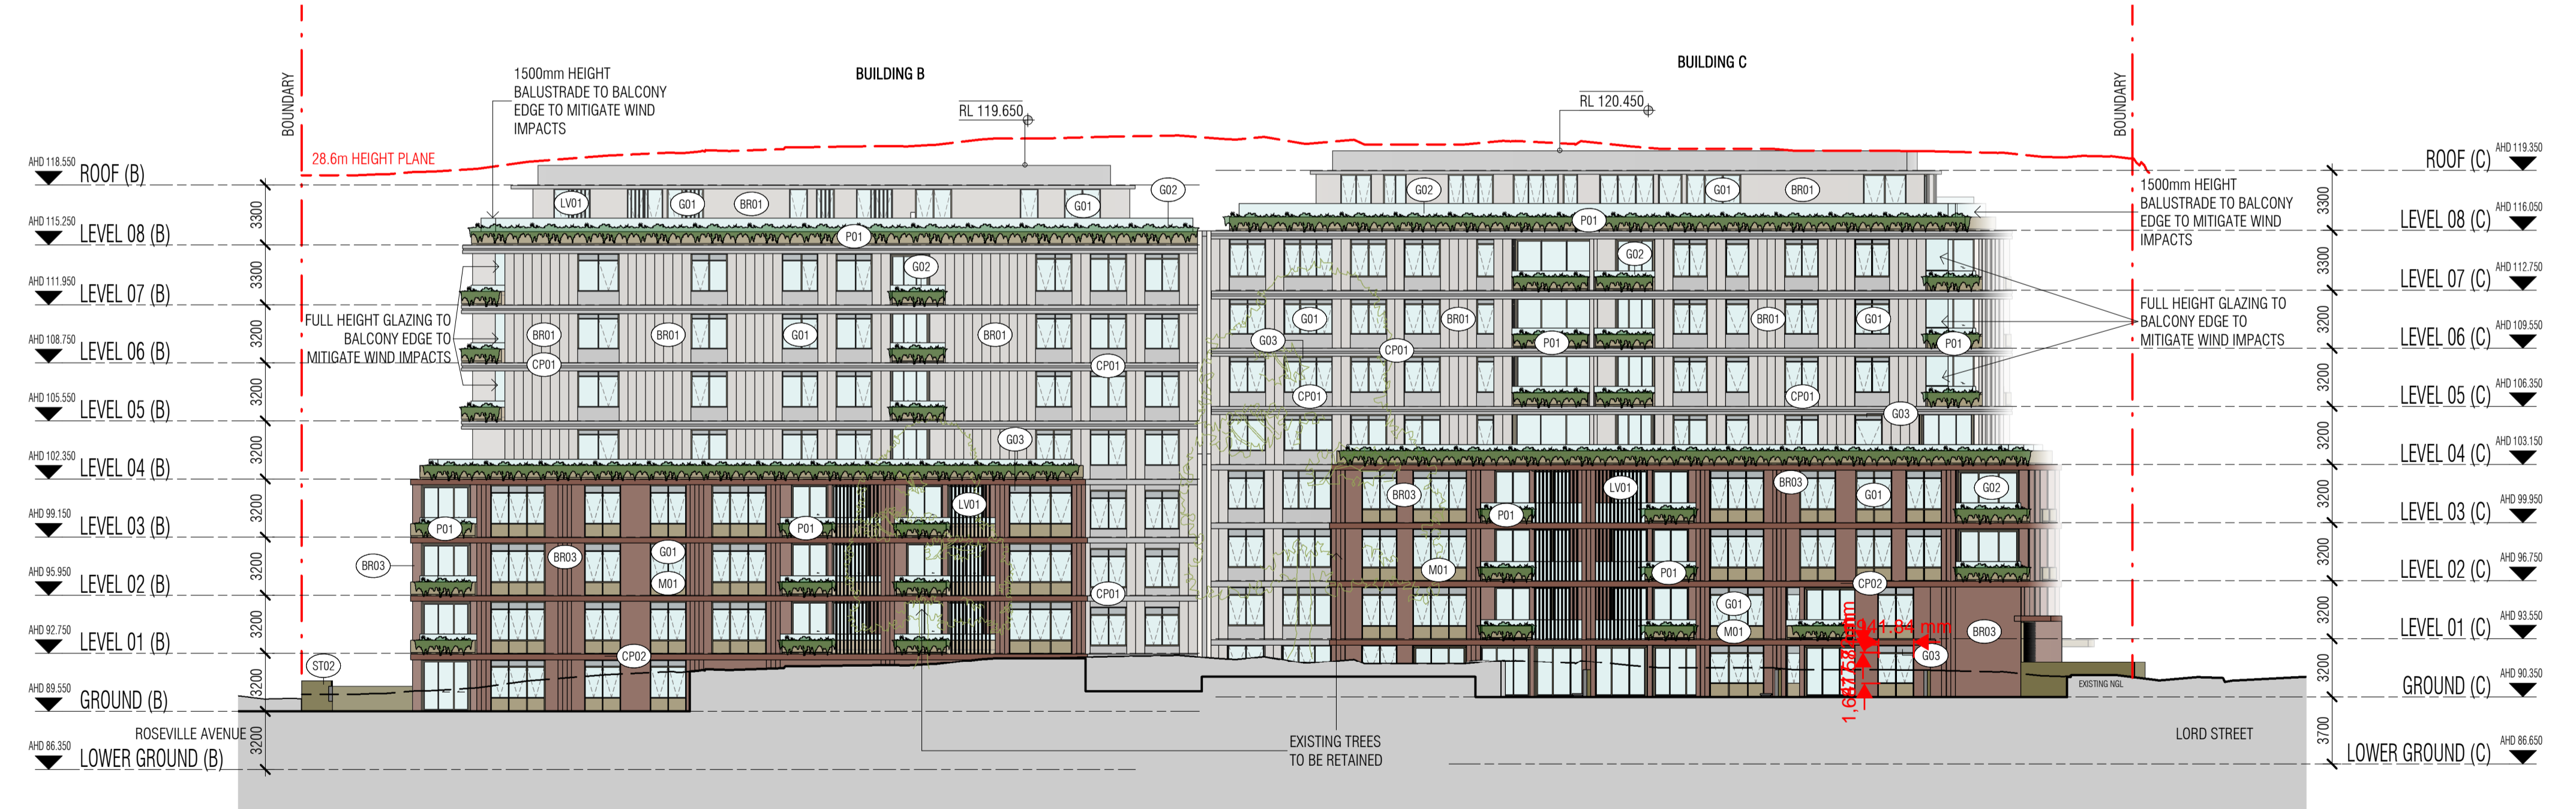 BUILDING B
BUILDING C
BOUNDARY
BOUNDARY
1500mm HEIGHT
BALUSTRADE TO BALCONY
EDGE TO MITIGATE WIND
IMPACTS
RL 119.650
RL 120.450
28.6m HEIGHT PLANE
1500mm HEIGHT
BALUSTRADE TO BALCONY
EDGE TO MITIGATE WIND
IMPACTS
FULL HEIGHT GLAZING TO
BALCONY EDGE TO
MITIGATE WIND IMPACTS
FULL HEIGHT GLAZING TO
BALCONY EDGE TO
MITIGATE WIND IMPACTS
AHD 118.550 ROOF (B)
3300
AHD 115.250 LEVEL 08 (B)
3300
AHD 111.950 LEVEL 07 (B)
3200
AHD 108.750 LEVEL 06 (B)
3200
AHD 105.550 LEVEL 05 (B)
3200
AHD 102.350 LEVEL 04 (B)
3200
AHD 99.150 LEVEL 03 (B)
3200
AHD 95.950 LEVEL 02 (B)
3200
AHD 92.750 LEVEL 01 (B)
3200
AHD 89.550 GROUND (B)
3200
AHD 86.350 LOWER GROUND (B)
ROSEVILLE AVENUE
LV01 G01 BR01 G01 G02
P01
G02
BR01 BR01 G01 BR01
CP01 CP01
G03
LV01
P01 P01
BR03 BR03 G01
M01
CP01
CP02
ST02
G02 G01 BR01
P01
G02
G01 BR01 BR01 G01
G03 CP01 P01 P01
CP01 CP01
G03
BR03 LV01 BR03 G01 G02
P01
M01 P01 CP02
G01
M01 BR03
G03
EXISTING NGL
EXISTING TREES
TO BE RETAINED
LORD STREET
ROOF (C) AHD 119.350
3300
LEVEL 08 (C) AHD 116.050
3300
LEVEL 07 (C) AHD 112.750
3200
LEVEL 06 (C) AHD 109.550
3200
LEVEL 05 (C) AHD 106.350
3200
LEVEL 04 (C) AHD 103.150
3200
LEVEL 03 (C) AHD 99.950
3200
LEVEL 02 (C) AHD 96.750
3200
LEVEL 01 (C) AHD 93.550
3200
GROUND (C) AHD 90.350
3700
LOWER GROUND (C) AHD 86.650